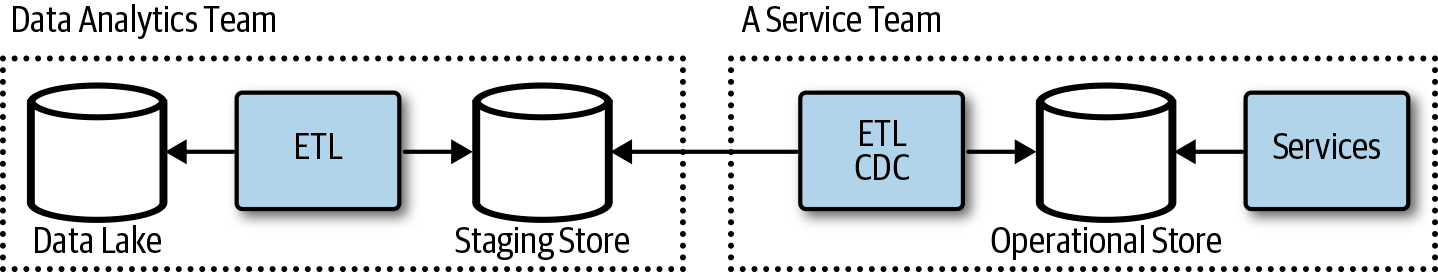 Data Analytics Team
A Service Team
ETL
ETL
CDC
Services
Data Lake
Staging Store
Operational Store